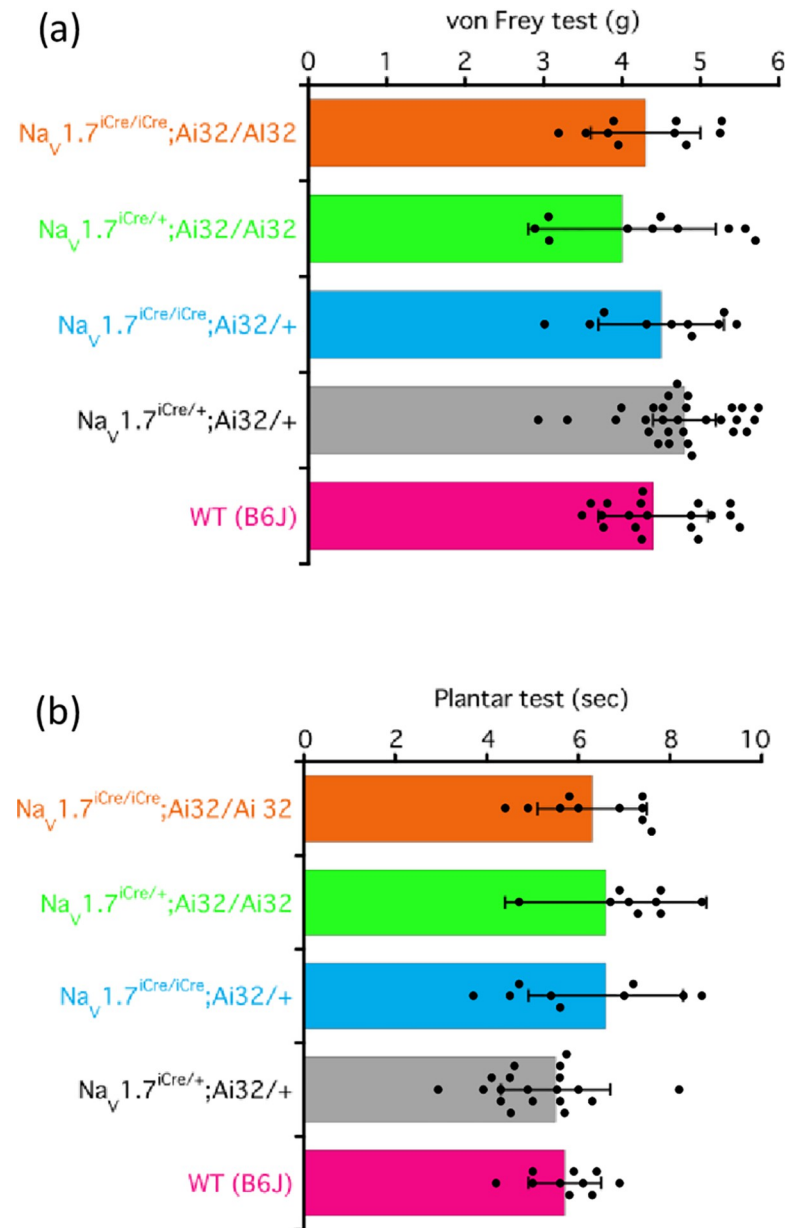 (a)
von Frey test (g)
0 1 2 3 4 5 6
Naᵥ1.7iCre/iCre;Ai32/AI32
Naᵥ1.7iCre/+;Ai32/Ai32
Naᵥ1.7iCre/iCre;Ai32/+
Naᵥ1.7iCre/+;Ai32/+
WT (B6J)
(b)
Plantar test (sec)
0 2 4 6 8 10
Naᵥ1.7iCre/iCre;Ai32/Ai 32
Naᵥ1.7iCre/+;Ai32/Ai32
Naᵥ1.7iCre/iCre;Ai32/+
Naᵥ1.7iCre/+;Ai32/+
WT (B6J)